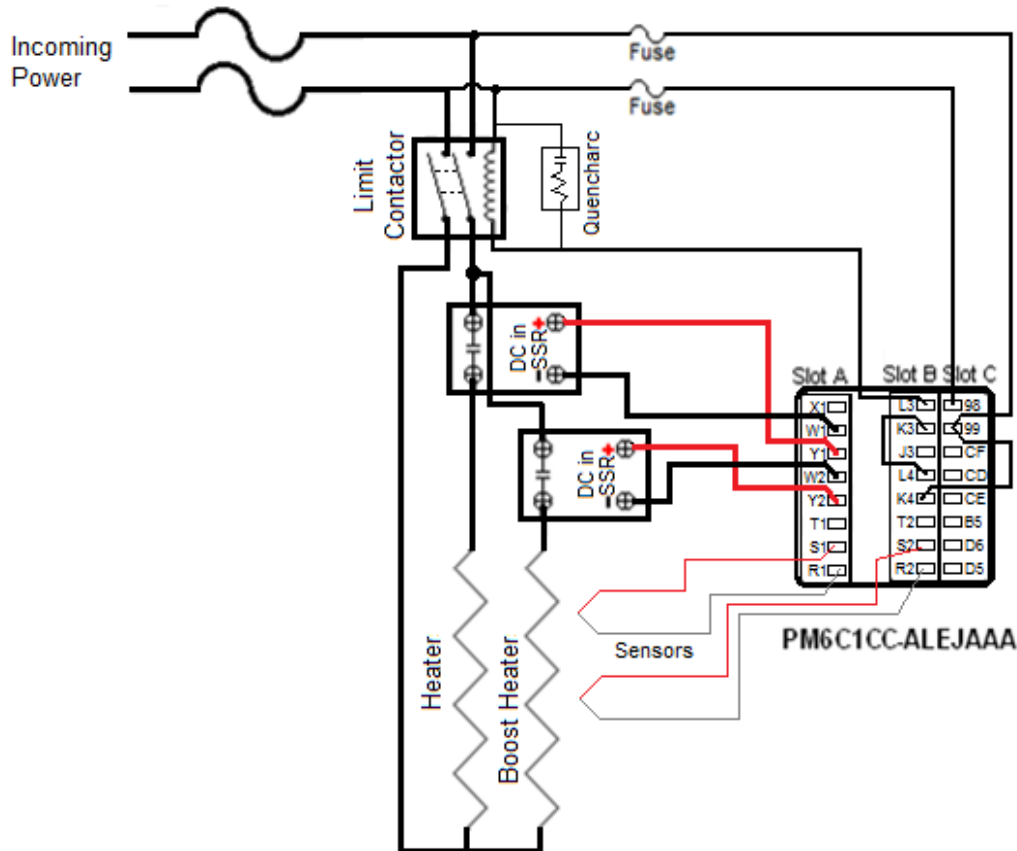 Incoming
Power
Fuse
Fuse
Limit
Contactor
Quencharc
DC in
-SSR+
DC in
-SSR+
Slot A
Slot B
Slot C
X1
W1
Y1
W2
Y2
T1
S1
R1
L3
K3
J3
L4
K4
T2
S2
R2
98
99
CF
CD
CE
B5
D6
D5
PM6C1CC-ALEJAAA
Sensors
Heater
Boost Heater